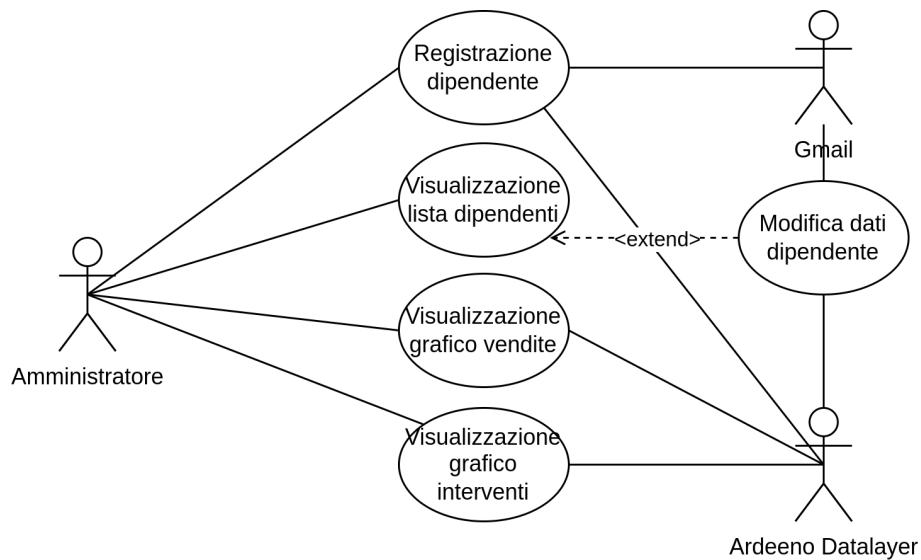 Registrazione
dipendente
Gmail
Visualizzazione
lista dipendenti
Modifica dati
dipendente
<extend>
Visualizzazione
grafico vendite
Amministratore
Visualizzazione
grafico
interventi
Ardeeno Datalayer